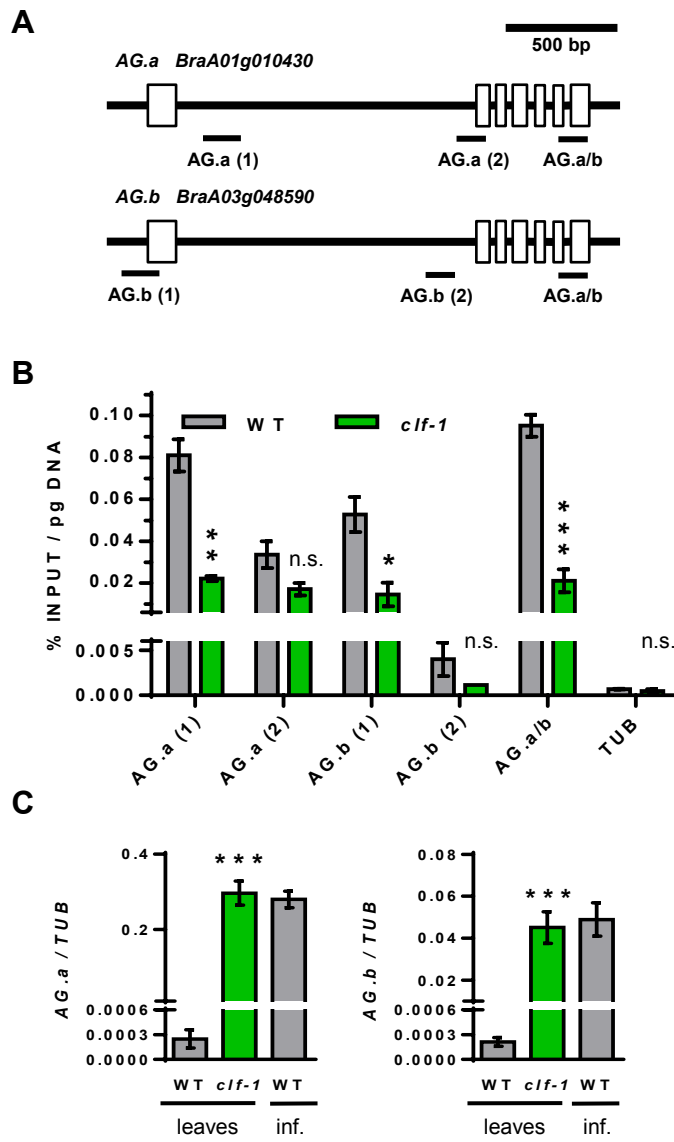 A
500 bp
AG.a BraA01g010430
AG.a (1) AG.a (2) AG.a/b
AG.b BraA03g048590
AG.b (1) AG.b (2) AG.a/b
B
% INPUT / pg DNA
0.10
0.08
0.06
0.04
0.02
0.005
0.000
WT clf-1
** n.s. * n.s. *** n.s.
AG.a (1) AG.a (2) AG.b (1) AG.b (2) AG.a/b TUB
C
AG.a / TUB
0.4
0.2
0.0006
0.0003
0.0000
***
WT clf-1 WT
leaves inf.
AG.b / TUB
0.08
0.06
0.04
0.02
0.0006
0.0003
0.0000
***
WT clf-1 WT
leaves inf.